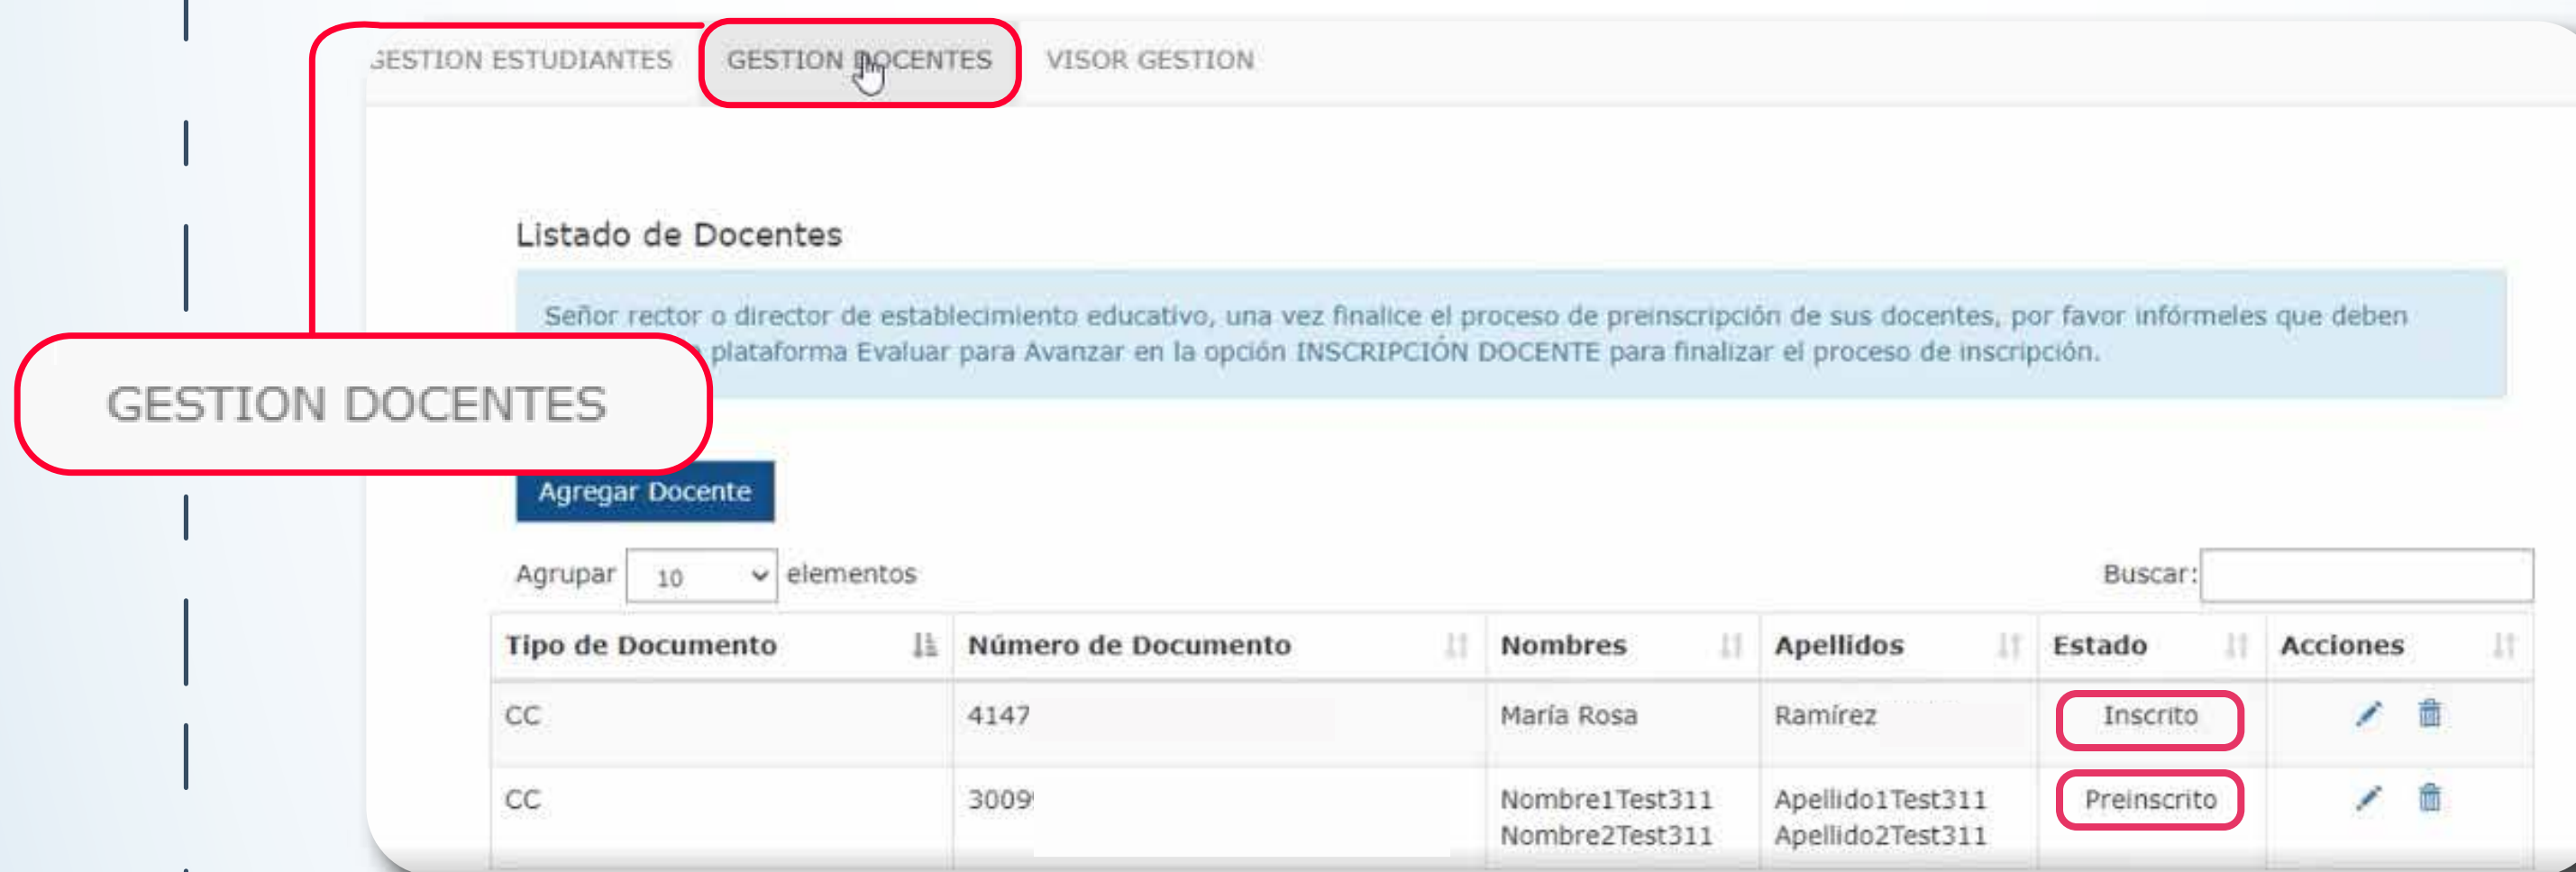 GESTION ESTUDIANTES GESTION DOCENTES VISOR GESTION
Listado de Docentes
Señor rector o director de establecimiento educativo, una vez finalice el proceso de preinscripción de sus docentes, por favor infórmeles que deben
plataforma Evaluar para Avanzar en la opción INSCRIPCIÓN DOCENTE para finalizar el proceso de inscripción.
GESTION DOCENTES
Agregar Docente
Agrupar 10 elementos Buscar:
Tipo de Documento Número de Documento Nombres Apellidos Estado Acciones
CC 4147 María Rosa Ramírez Inscrito
CC 3009 Nombre1Test311 Apellido1Test311 Preinscrito
Nombre2Test311 Apellido2Test311